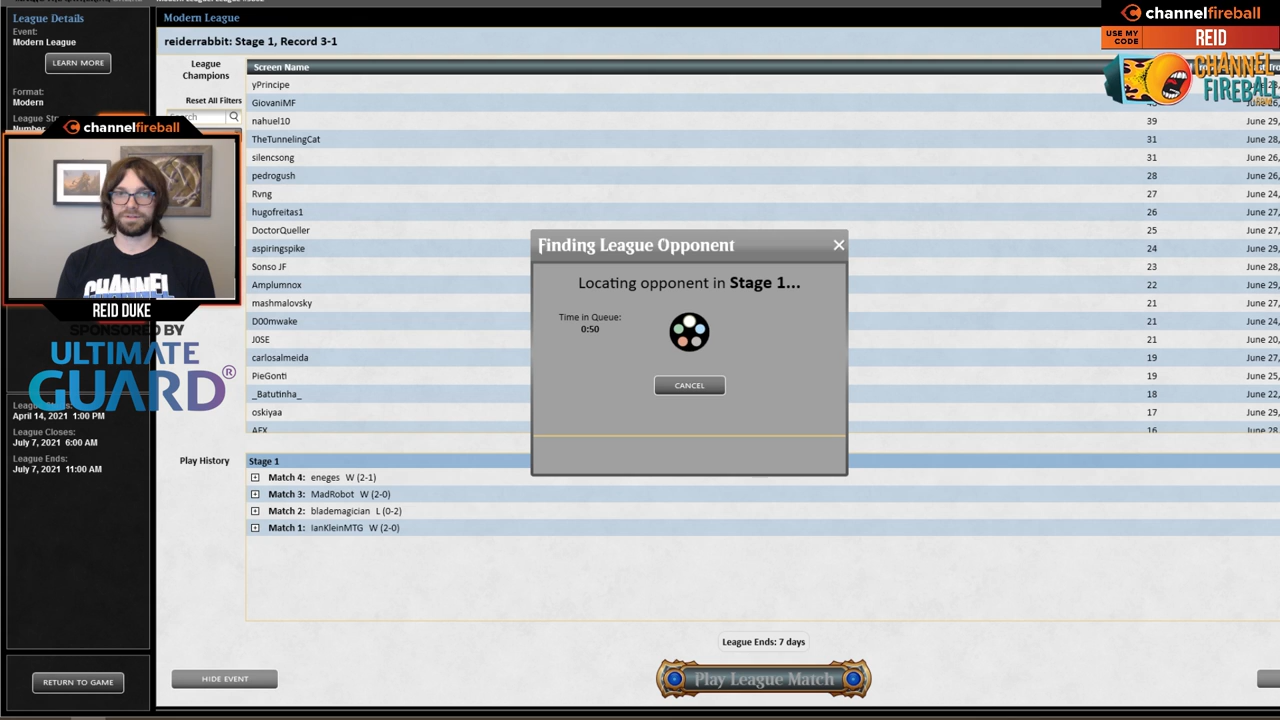 League Details
Event:
Modern League
LEARN MORE
Format:
Modern
Number
channelfireball
CHANNEL
REID DUKE
SPONSORED BY
ULTIMATE
GUARD®
April 14, 2021 1:00 PM
League Closes:
July 7, 2021 6:00 AM
League Ends:
July 7, 2021 11:00 AM
RETURN TO GAME
Modern League
reiderrabbit: Stage 1, Record 3-1
League
Champions
Reset All Filters
Screen Name
yPrincipe
GiovaniMF
nahuel10 39 June 29,
TheTunnelingCat 31 June 28,
silencsong 31 June 26,
pedrogush 28 June 26,
Rvng 27 June 24,
hugofreitas1 26 June 27,
DoctorQueller 25 June 27,
aspiringspike 24 June 29,
Sonso JF 23 June 28,
Amplumnox 22 June 29,
mashmalovsky 21 June 27,
D00mwake 21 June 24,
J0SE 21 June 20,
carlosalmeida 19 June 27,
PieGonti 19 June 25,
_Batutinha_ 18 June 22,
oskiyaa 17 June 29,
AFX 16 June 28,
Finding League Opponent
Locating opponent in Stage 1...
Time in Queue:
0:50
CANCEL
Play History
Stage 1
Match 4: eneges W (2-1)
Match 3: MadRobot W (2-0)
Match 2: blademagician L (0-2)
Match 1: IanKleinMTG W (2-0)
League Ends: 7 days
HIDE EVENT
Play League Match
channelfireball
USE MY
CODE
REID
CHANNEL
FIREBALL